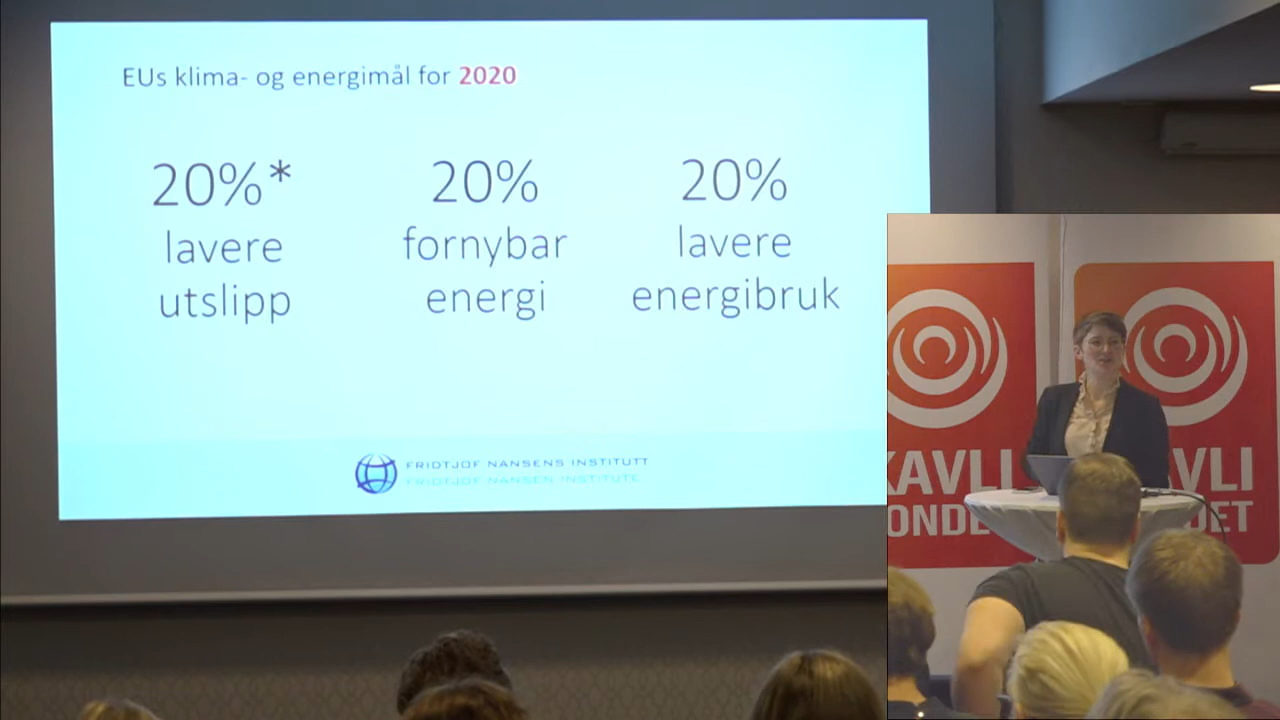 EUs klima- og energimål for 2020
20%*
lavere
utslipp
20%
fornybar
energi
20%
lavere
energibruk
FRIDTJOF NANSENS INSTITUTT
FRIDTJOF NANSEN INSTITUTE
KAVLI
ONDE
AVLI
DET